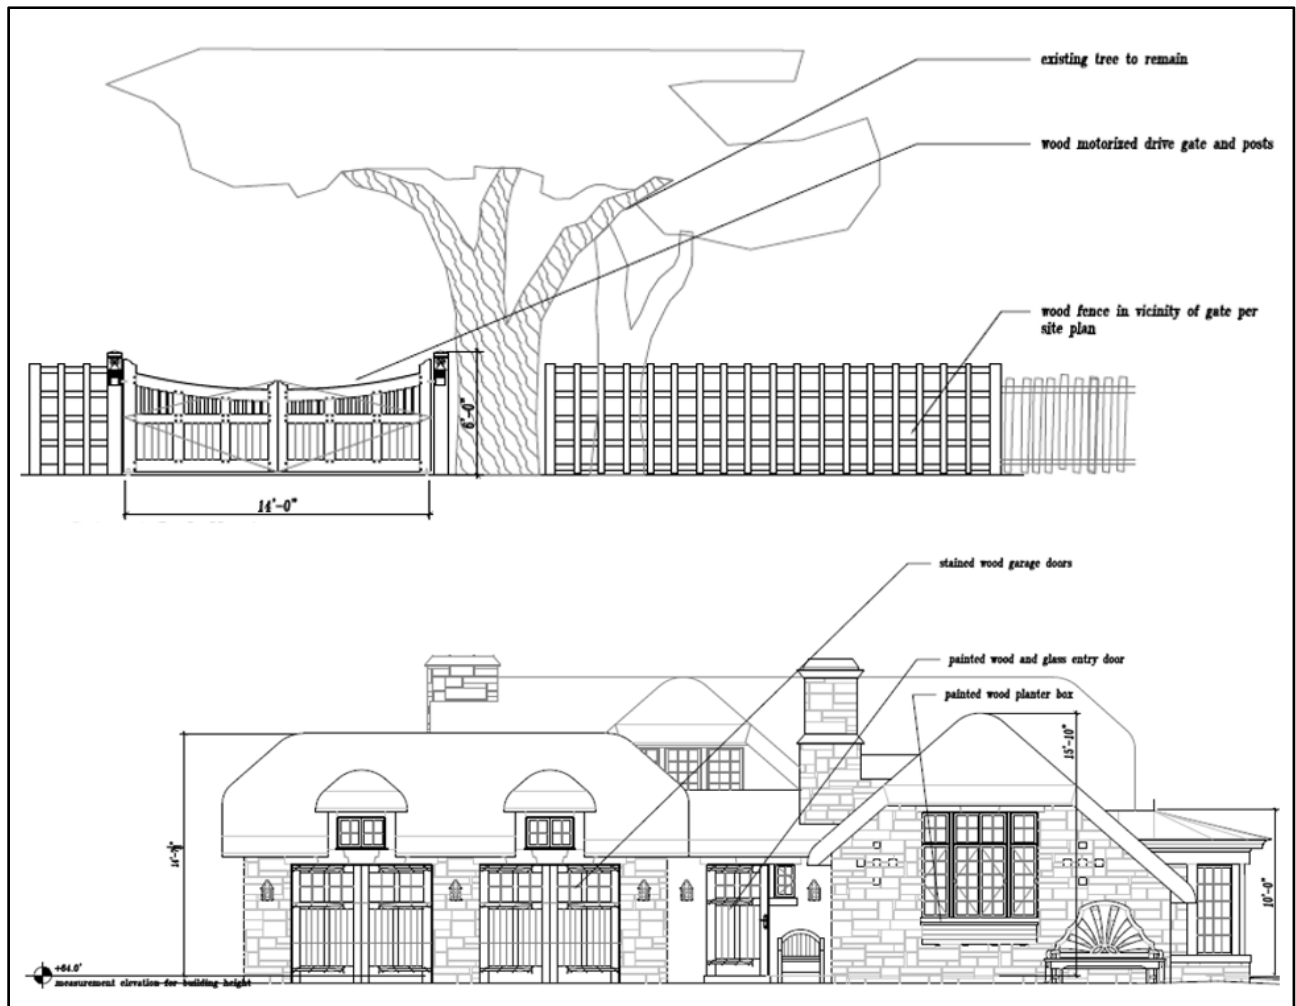 existing tree to remain
wood motorized drive gate and posts
wood fence in vicinity of gate per
site plan
6'-0"
14'-0"
stained wood garage doors
painted wood and glass entry door
painted wood planter box
15'-10"
10'-0"
+64.0'
measurement elevation for building height